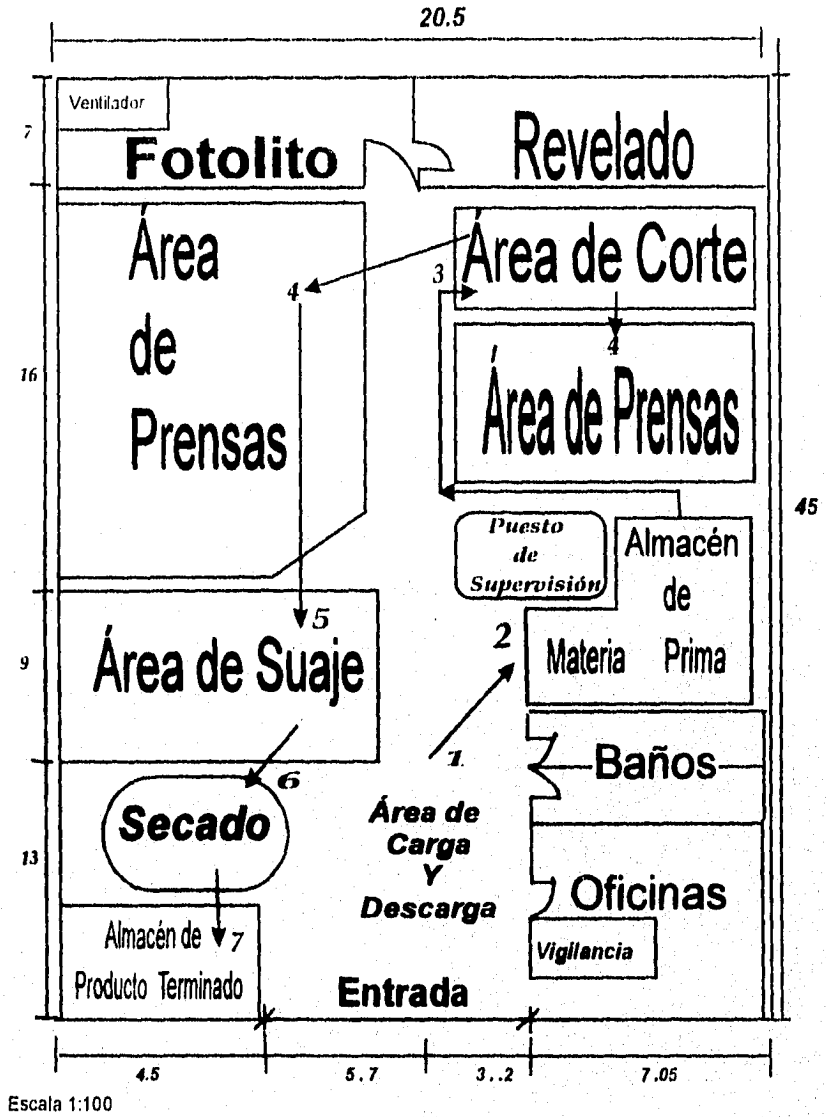 20.5
Ventilador
7
Fotolito
Revelado
Área
de
Prensas
4
3
Área de Corte
4
Área de Prensas
16
45
Puesto
de
Supervisión
Almacén
de
Materia Prima
5
2
9
Área de Suaje
1
6
Baños
Secado
Área de
Carga
Y
Descarga
13
Oficinas
Almacén de
7
Producto Terminado
Vigilancia
Entrada
4.5
5.7
3..2
7.05
Escala 1:100